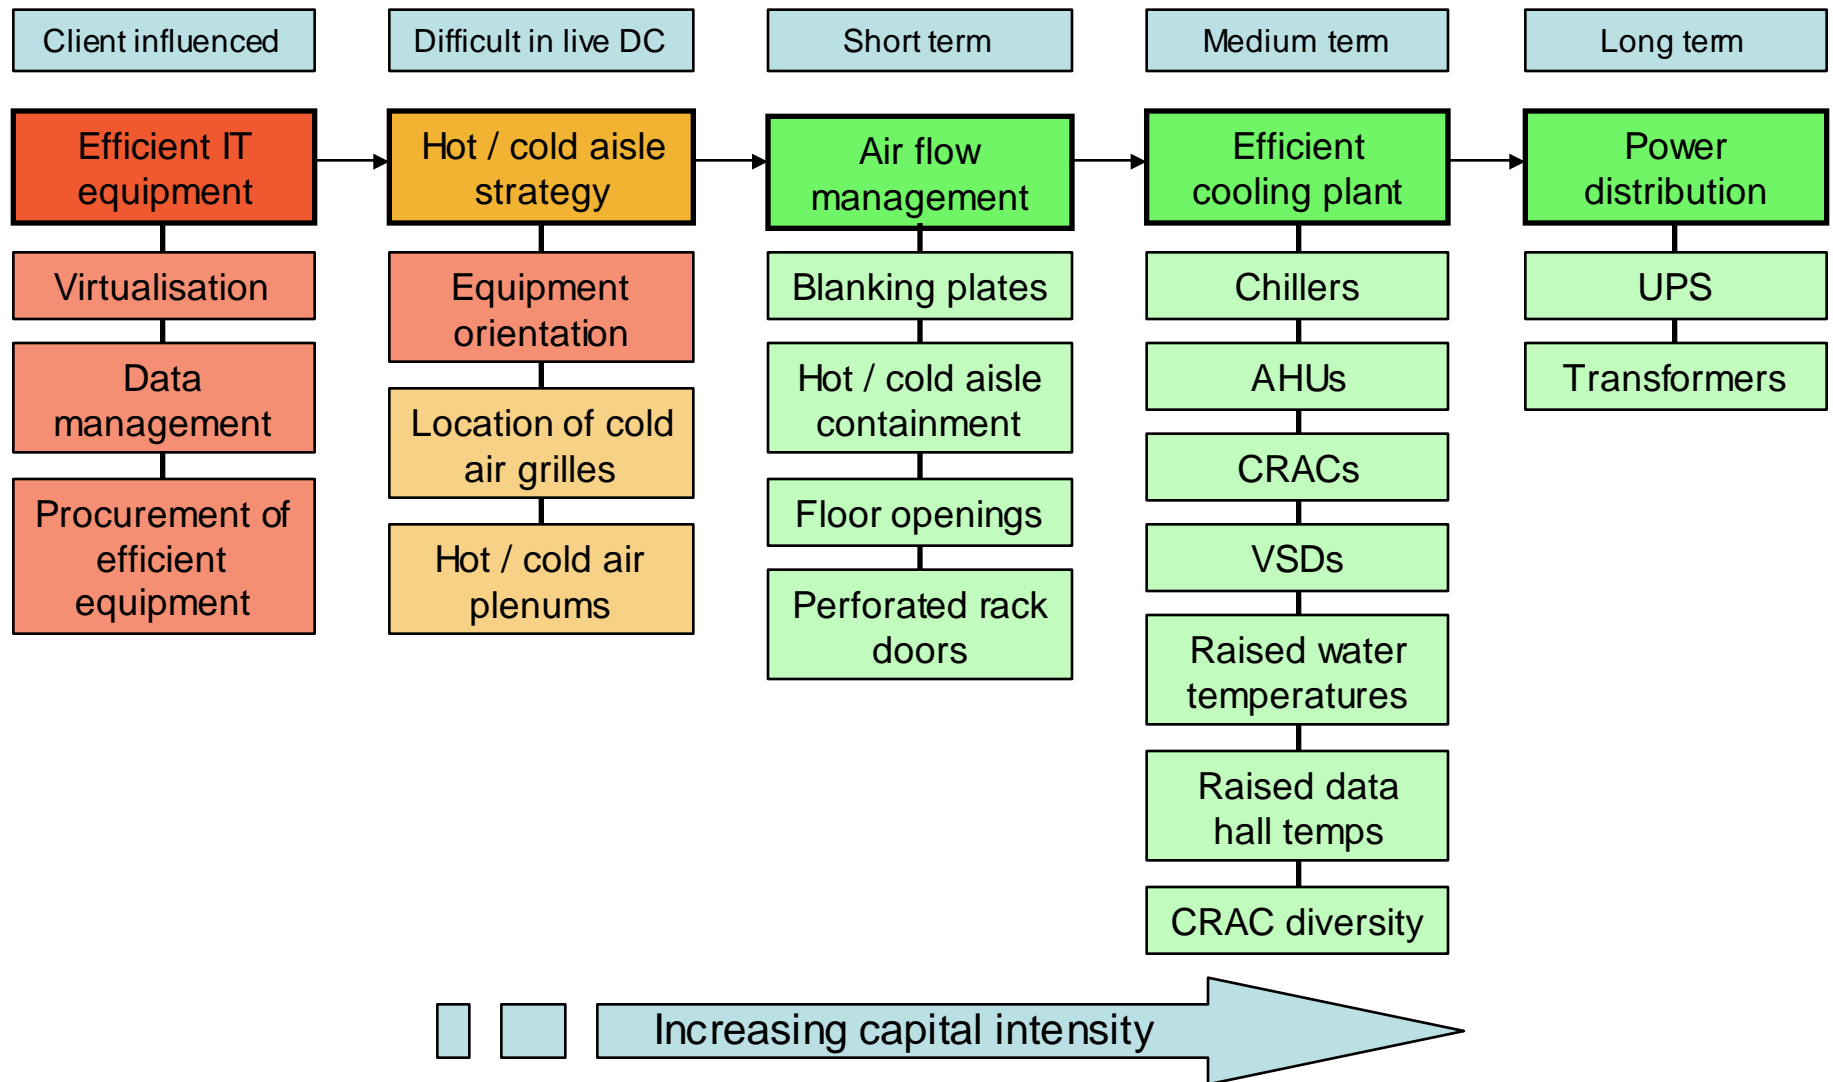 Client influenced
Difficult in live DC
Short term
Medium term
Long term
Efficient IT
equipment
Hot / cold aisle
strategy
Air flow
management
Efficient
cooling plant
Power
distribution
Virtualisation
Data
management
Procurement of
efficient
equipment
Equipment
orientation
Location of cold
air grilles
Hot / cold air
plenums
Blanking plates
Hot / cold aisle
containment
Floor openings
Perforated rack
doors
Chillers
AHUs
CRACs
VSDs
Raised water
temperatures
Raised data
hall temps
CRAC diversity
UPS
Transformers
Increasing capital intensity